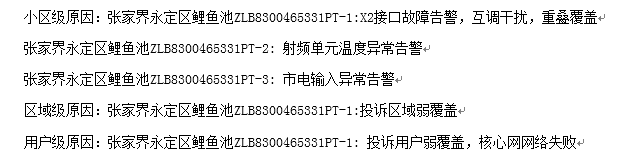 小区级原因：张家界永定区鲤鱼池ZLB8300465331PT-1:X2接口故障告警，互调干扰，重叠覆盖
张家界永定区鲤鱼池ZLB8300465331PT-2: 射频单元温度异常告警
张家界永定区鲤鱼池ZLB8300465331PT-3: 市电输入异常告警
区域级原因：张家界永定区鲤鱼池ZLB8300465331PT-1:投诉区域弱覆盖
用户级原因：张家界永定区鲤鱼池ZLB8300465331PT-1: 投诉用户弱覆盖，核心网网络失败